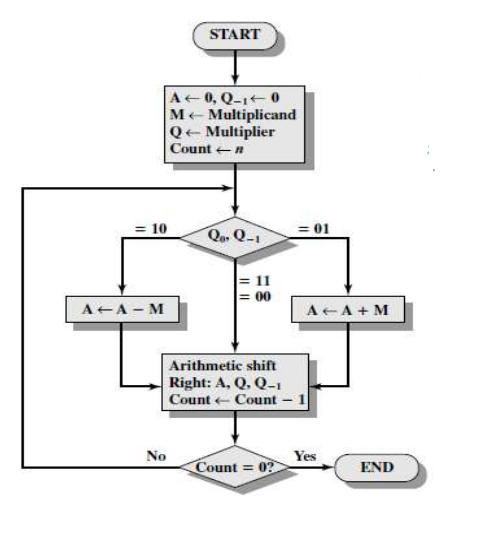 START
A ← 0, Q₋₁ ← 0
M ← Multiplicand
Q ← Multiplier
Count ← n
= 10
Q₀, Q₋₁
= 01
= 11
= 00
A ← A − M
A ← A + M
Arithmetic shift
Right: A, Q, Q₋₁
Count ← Count − 1
No
Count = 0?
Yes
END